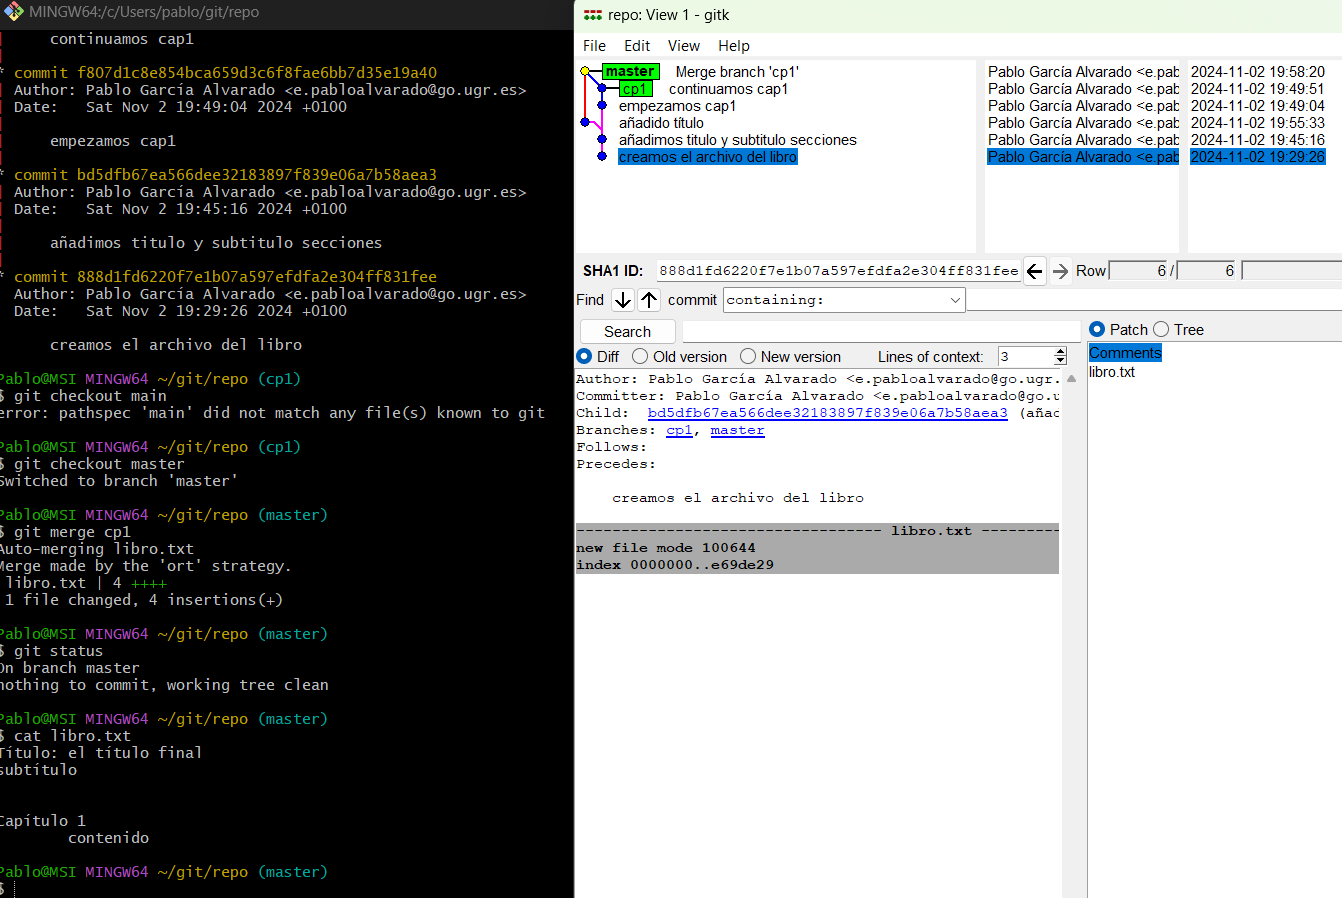 MINGW64:/c/Users/pablo/git/repo
continuamos cap1
* commit f807d1c8e854bca659d3c6f8fae6bb7d35e19a40
Author: Pablo García Alvarado <e.pabloalvarado@go.ugr.es>
Date:   Sat Nov 2 19:49:04 2024 +0100
empezamos cap1
* commit bd5dfb67ea566dee32183897f839e06a7b58aea3
Author: Pablo García Alvarado <e.pabloalvarado@go.ugr.es>
Date:   Sat Nov 2 19:45:16 2024 +0100
añadimos titulo y subtitulo secciones
* commit 888d1fd6220f7e1b07a597efdfa2e304ff831fee
Author: Pablo García Alvarado <e.pabloalvarado@go.ugr.es>
Date:   Sat Nov 2 19:29:26 2024 +0100
creamos el archivo del libro
Pablo@MSI MINGW64 ~/git/repo (cp1)
$ git checkout main
error: pathspec 'main' did not match any file(s) known to git
Pablo@MSI MINGW64 ~/git/repo (cp1)
$ git checkout master
Switched to branch 'master'
Pablo@MSI MINGW64 ~/git/repo (master)
$ git merge cp1
Auto-merging libro.txt
Merge made by the 'ort' strategy.
libro.txt | 4 ++++
1 file changed, 4 insertions(+)
Pablo@MSI MINGW64 ~/git/repo (master)
$ git status
On branch master
nothing to commit, working tree clean
Pablo@MSI MINGW64 ~/git/repo (master)
$ cat libro.txt
Título: el título final
subtítulo
Capítulo 1
contenido
Pablo@MSI MINGW64 ~/git/repo (master)
$
repo: View 1 - gitk
File Edit View Help
master Merge branch 'cp1' Pablo García Alvarado <e.pab 2024-11-02 19:58:20
cp1 continuamos cap1 Pablo García Alvarado <e.pab 2024-11-02 19:49:51
empezamos cap1 Pablo García Alvarado <e.pab 2024-11-02 19:49:04
añadido título Pablo García Alvarado <e.pab 2024-11-02 19:55:33
añadimos titulo y subtitulo secciones Pablo García Alvarado <e.pab 2024-11-02 19:45:16
creamos el archivo del libro Pablo García Alvarado <e.pab 2024-11-02 19:29:26
SHA1 ID: 888d1fd6220f7e1b07a597efdfa2e304ff831fee ← → Row 6 / 6
Find ↓ ↑ commit containing:
Search
Diff Old version New version Lines of context: 3
Author: Pablo García Alvarado <e.pabloalvarado@go.ugr.
Committer: Pablo García Alvarado <e.pabloalvarado@go.u
Child:  bd5dfb67ea566dee32183897f839e06a7b58aea3 (añad
Branches: cp1, master
Follows:
Precedes:
creamos el archivo del libro
---------------------------------- libro.txt ---------
new file mode 100644
index 0000000..e69de29
Patch Tree
Comments
libro.txt